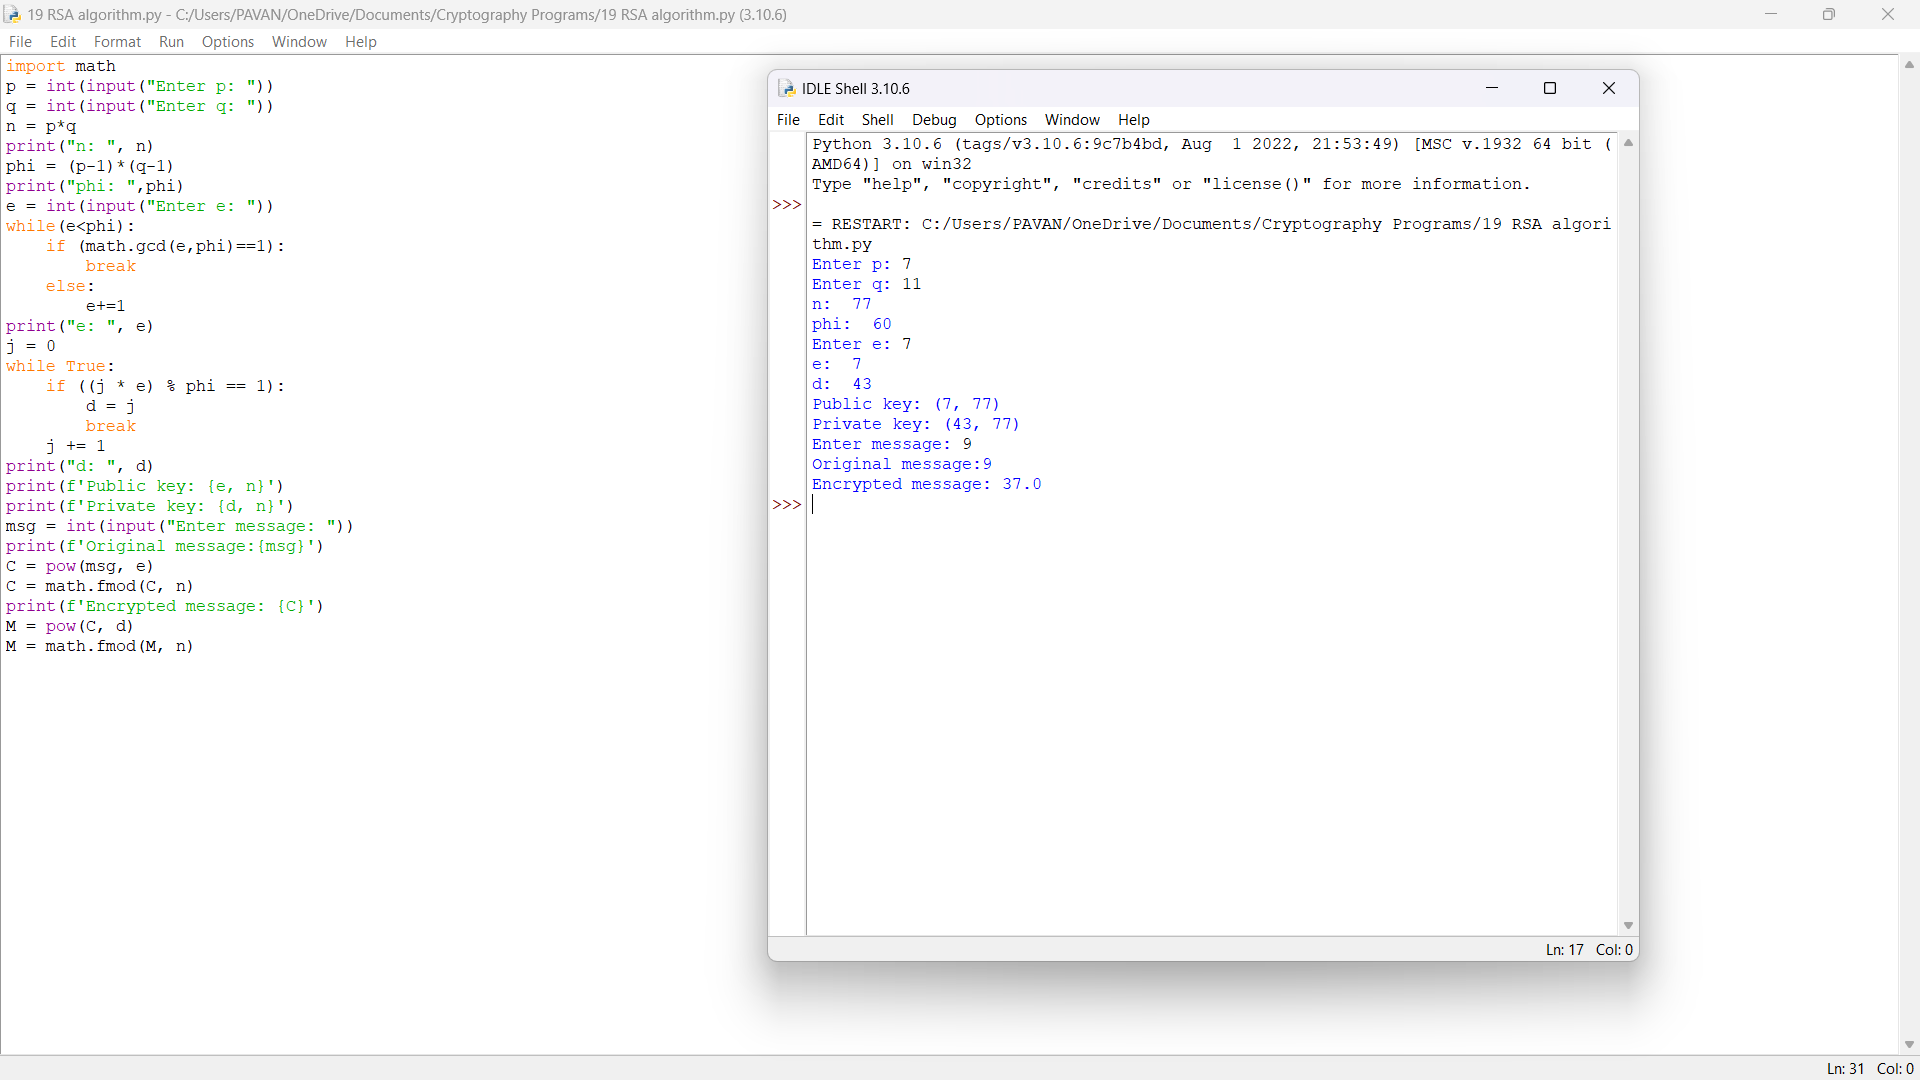 19 RSA algorithm.py - C:/Users/PAVAN/OneDrive/Documents/Cryptography Programs/19 RSA algorithm.py (3.10.6)
File Edit Format Run Options Window Help
import math
p = int(input("Enter p: "))
q = int(input("Enter q: "))
n = p*q
print("n: ", n)
phi = (p-1)*(q-1)
print("phi: ",phi)
e = int(input("Enter e: "))
while(e<phi):
    if (math.gcd(e,phi)==1):
        break
    else:
        e+=1
print("e: ", e)
j = 0
while True:
    if ((j * e) % phi == 1):
        d = j
        break
    j += 1
print("d: ", d)
print(f'Public key: {e, n}')
print(f'Private key: {d, n}')
msg = int(input("Enter message: "))
print(f'Original message:{msg}')
C = pow(msg, e)
C = math.fmod(C, n)
print(f'Encrypted message: {C}')
M = pow(C, d)
M = math.fmod(M, n)
IDLE Shell 3.10.6
File Edit Shell Debug Options Window Help
Python 3.10.6 (tags/v3.10.6:9c7b4bd, Aug  1 2022, 21:53:49) [MSC v.1932 64 bit (
AMD64)] on win32
Type "help", "copyright", "credits" or "license()" for more information.
>>>
= RESTART: C:/Users/PAVAN/OneDrive/Documents/Cryptography Programs/19 RSA algori
thm.py
Enter p: 7
Enter q: 11
n:  77
phi:  60
Enter e: 7
e:  7
d:  43
Public key: (7, 77)
Private key: (43, 77)
Enter message: 9
Original message:9
Encrypted message: 37.0
>>>
Ln: 17 Col: 0
Ln: 31 Col: 0